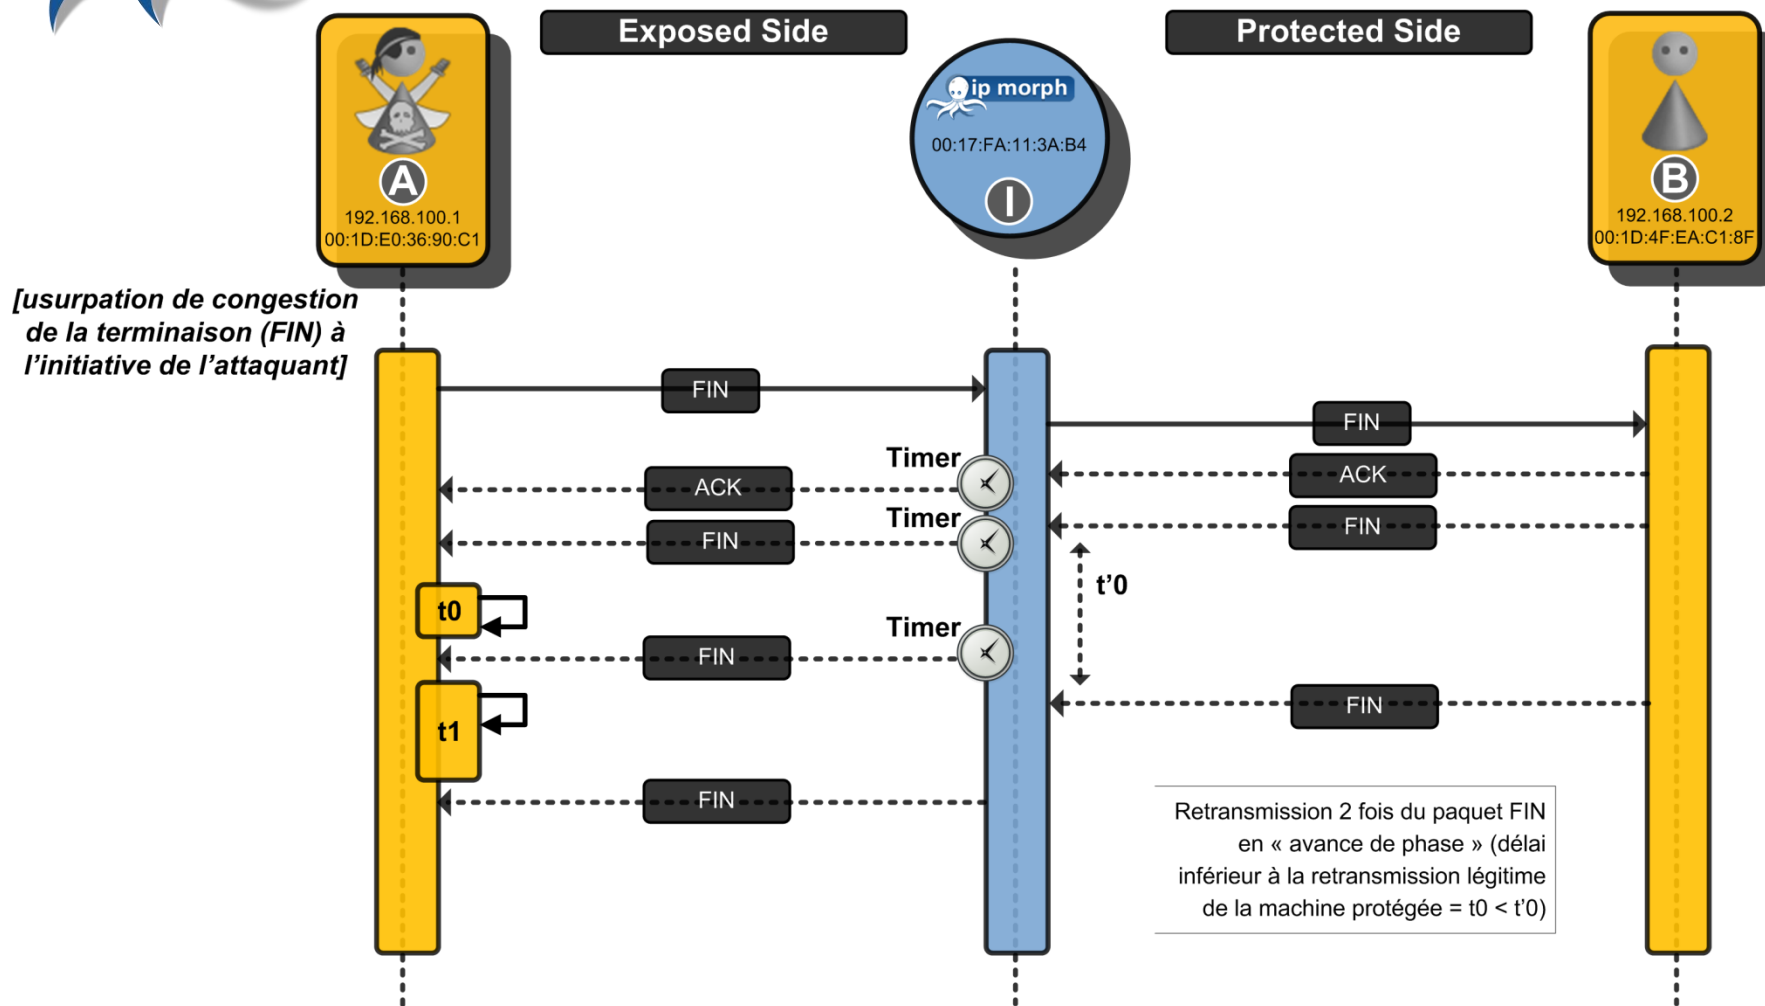 Exposed Side
Protected Side
A
192.168.100.1
00:1D:E0:36:90:C1
ip morph
00:17:FA:11:3A:B4
I
B
192.168.100.2
00:1D:4F:EA:C1:8F
[usurpation de congestion
de la terminaison (FIN) à
l'initiative de l'attaquant]
FIN
FIN
Timer
ACK
ACK
Timer
FIN
FIN
t'0
t0
Timer
FIN
FIN
t1
FIN
Retransmission 2 fois du paquet FIN
en « avance de phase » (délai
inférieur à la retransmission légitime
de la machine protégée = t0 < t'0)